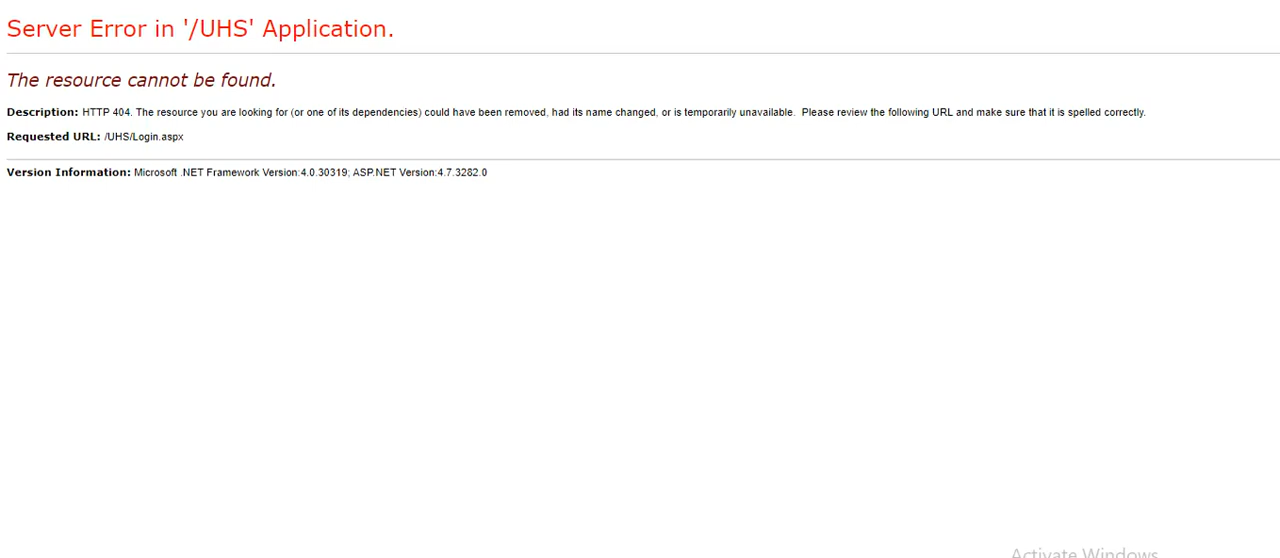 Server Error in '/UHS' Application.
The resource cannot be found.
Description: HTTP 404. The resource you are looking for (or one of its dependencies) could have been removed, had its name changed, or is temporarily unavailable.  Please review the following URL and make sure that it is spelled correctly.
Requested URL: /UHS/Login.aspx
Version Information: Microsoft .NET Framework Version:4.0.30319; ASP.NET Version:4.7.3282.0
Activate Windows